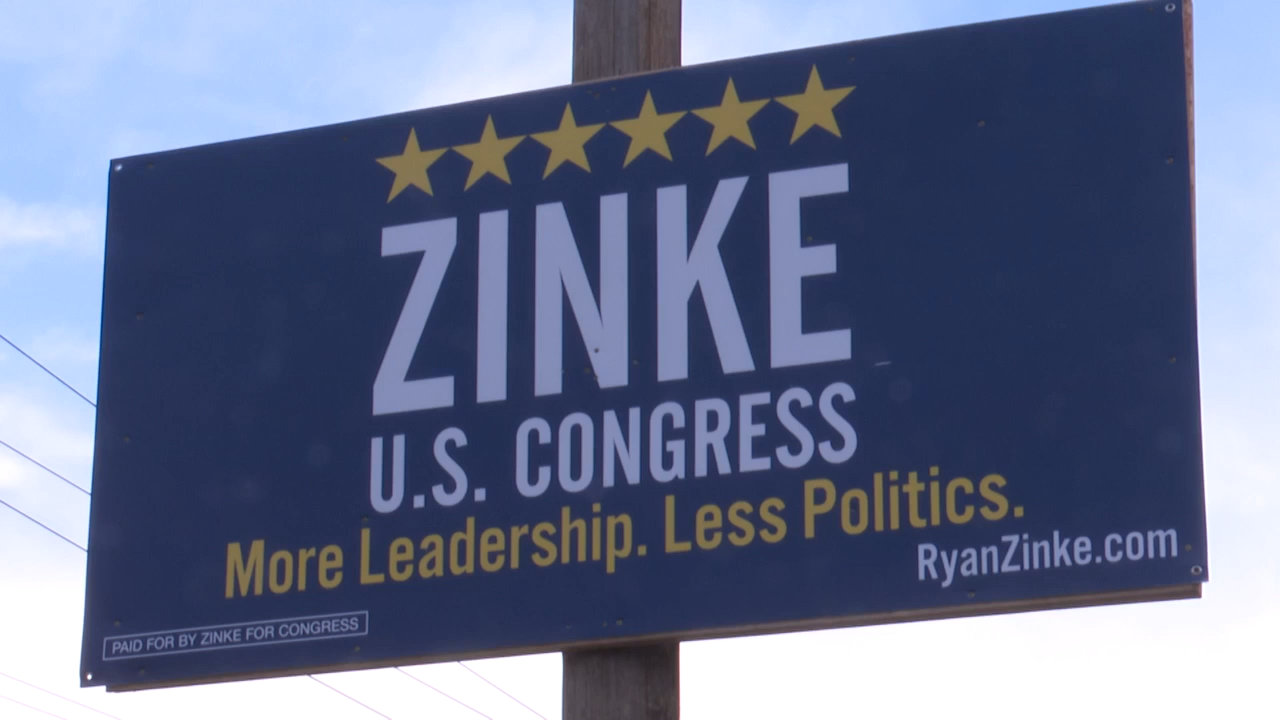 ZINKE
U.S. CONGRESS
More Leadership. Less Politics.
RyanZinke.com
PAID FOR BY ZINKE FOR CONGRESS